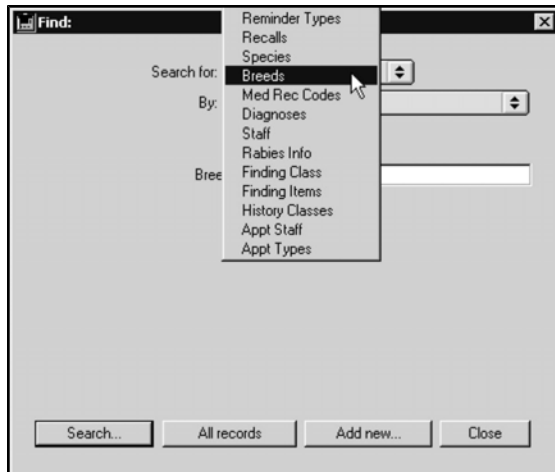 Find:
Reminder Types
Recalls
Species
Search for:
Breeds
Med Rec Codes
By:
Diagnoses
Staff
Rabies Info
Bree
Finding Class
Finding Items
History Classes
Appt Staff
Appt Types
Search...
All records
Add new...
Close